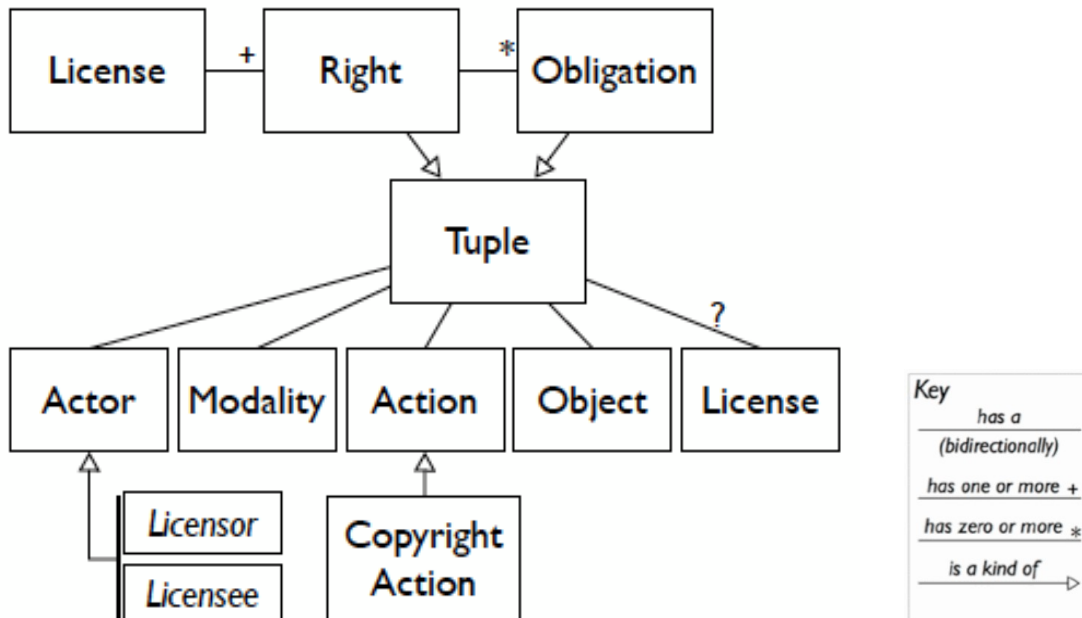 License + Right * Obligation
Tuple
?
Actor Modality Action Object License
Licensor
Licensee
Copyright
Action
Key
has a
(bidirectionally)
has one or more +
has zero or more *
is a kind of